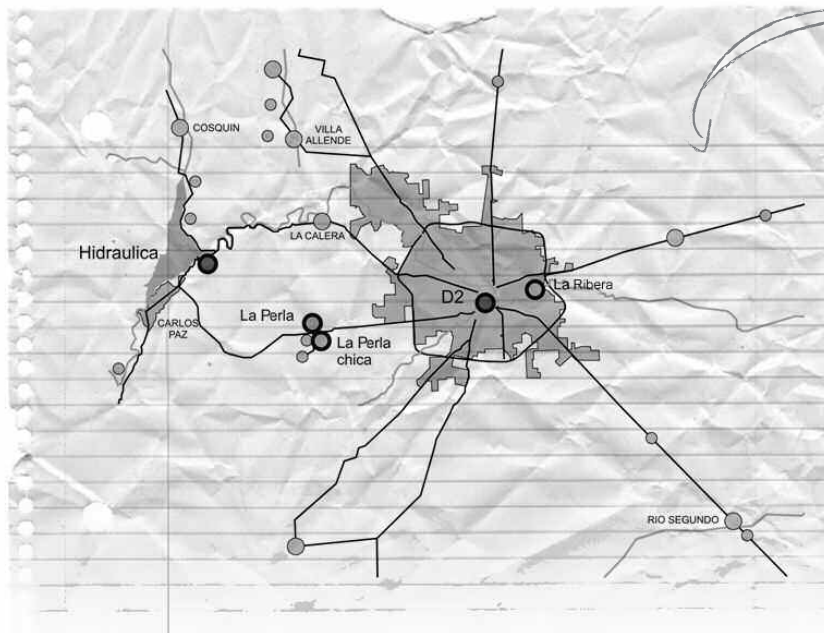 COSQUIN
VILLA
ALLENDE
LA CALERA
Hidraulica
La Ribera
D2
La Perla
CARLOS
PAZ
La Perla
chica
RIO SEGUNDO